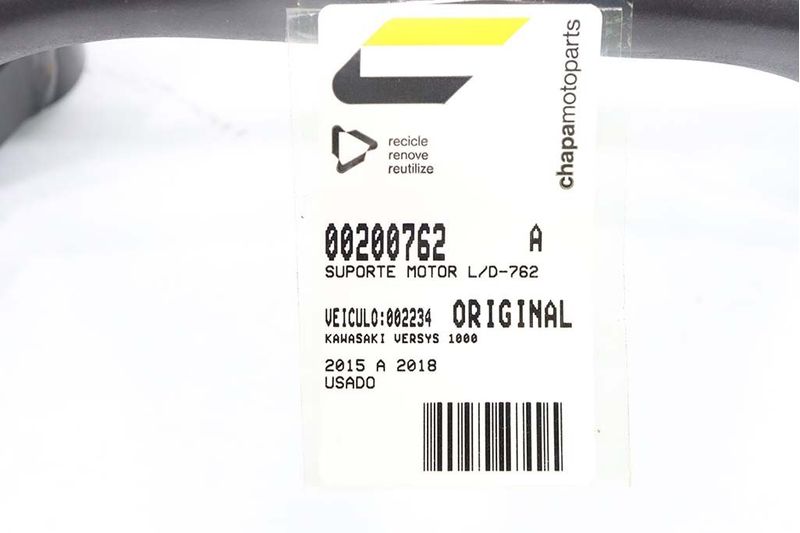 chapamotoparts
recicle
renove
reutilize
00200762 A
SUPORTE MOTOR L/D-762
VEICULO:002234 ORIGINAL
KAWASAKI VERSYS 1000
2015 A 2018
USADO